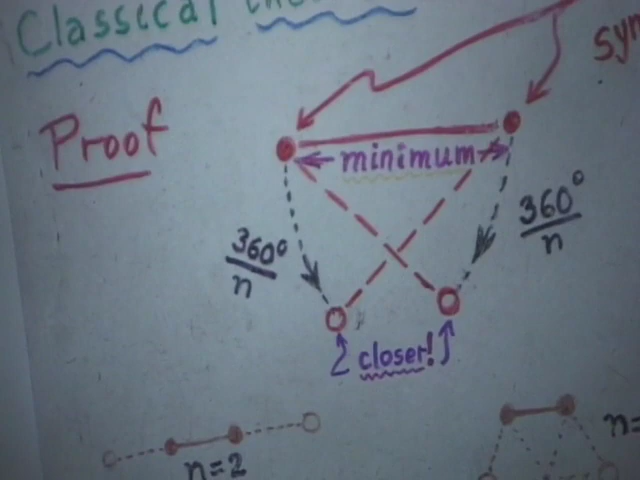 Classical
Proof
minimum
360°
n
360°
n
closer!
n=2
n=